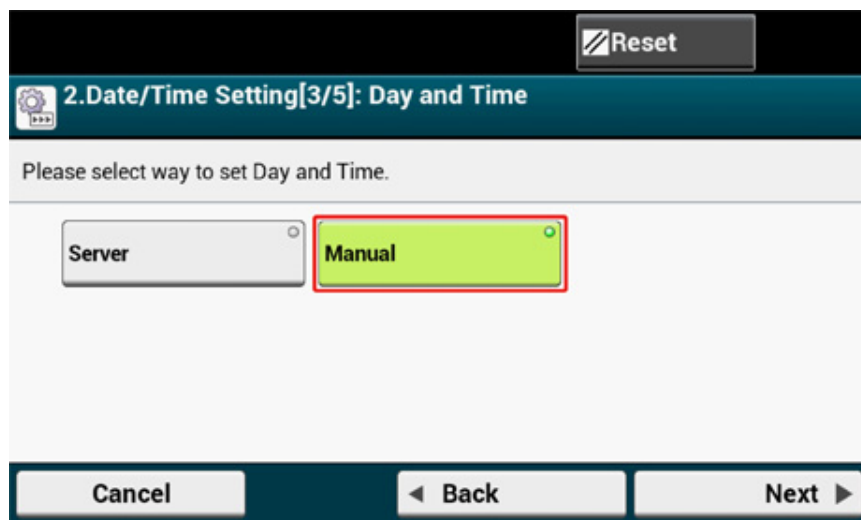 Reset
2.Date/Time Setting[3/5]: Day and Time
Please select way to set Day and Time.
Server
Manual
Cancel
Back
Next